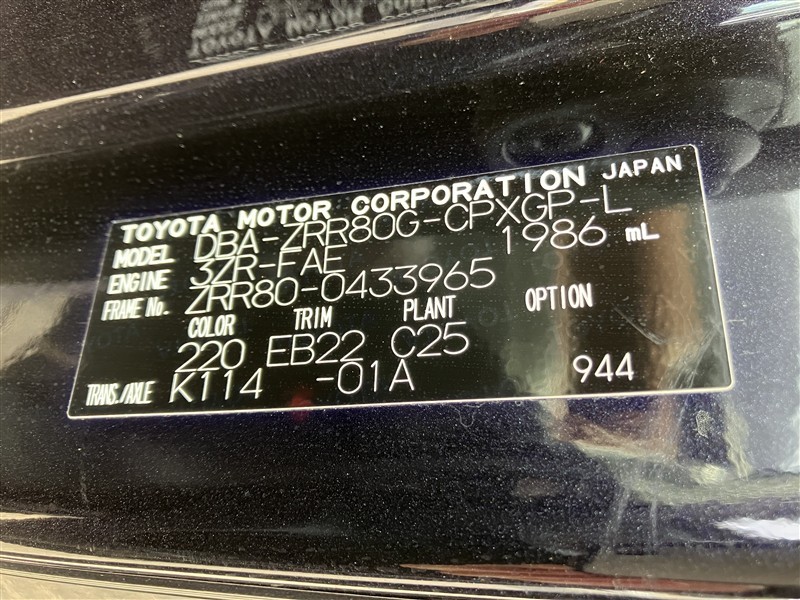 TOYOTA MOTOR CORPORATION JAPAN
MODEL DBA-ZRR80G-CPXGP-L
ENGINE 3ZR-FAE 1986 mL
FRAME No. ZRR80-0433965
COLOR TRIM PLANT OPTION
220 EB22 C25
TRANS./AXLE K114 -01A 944